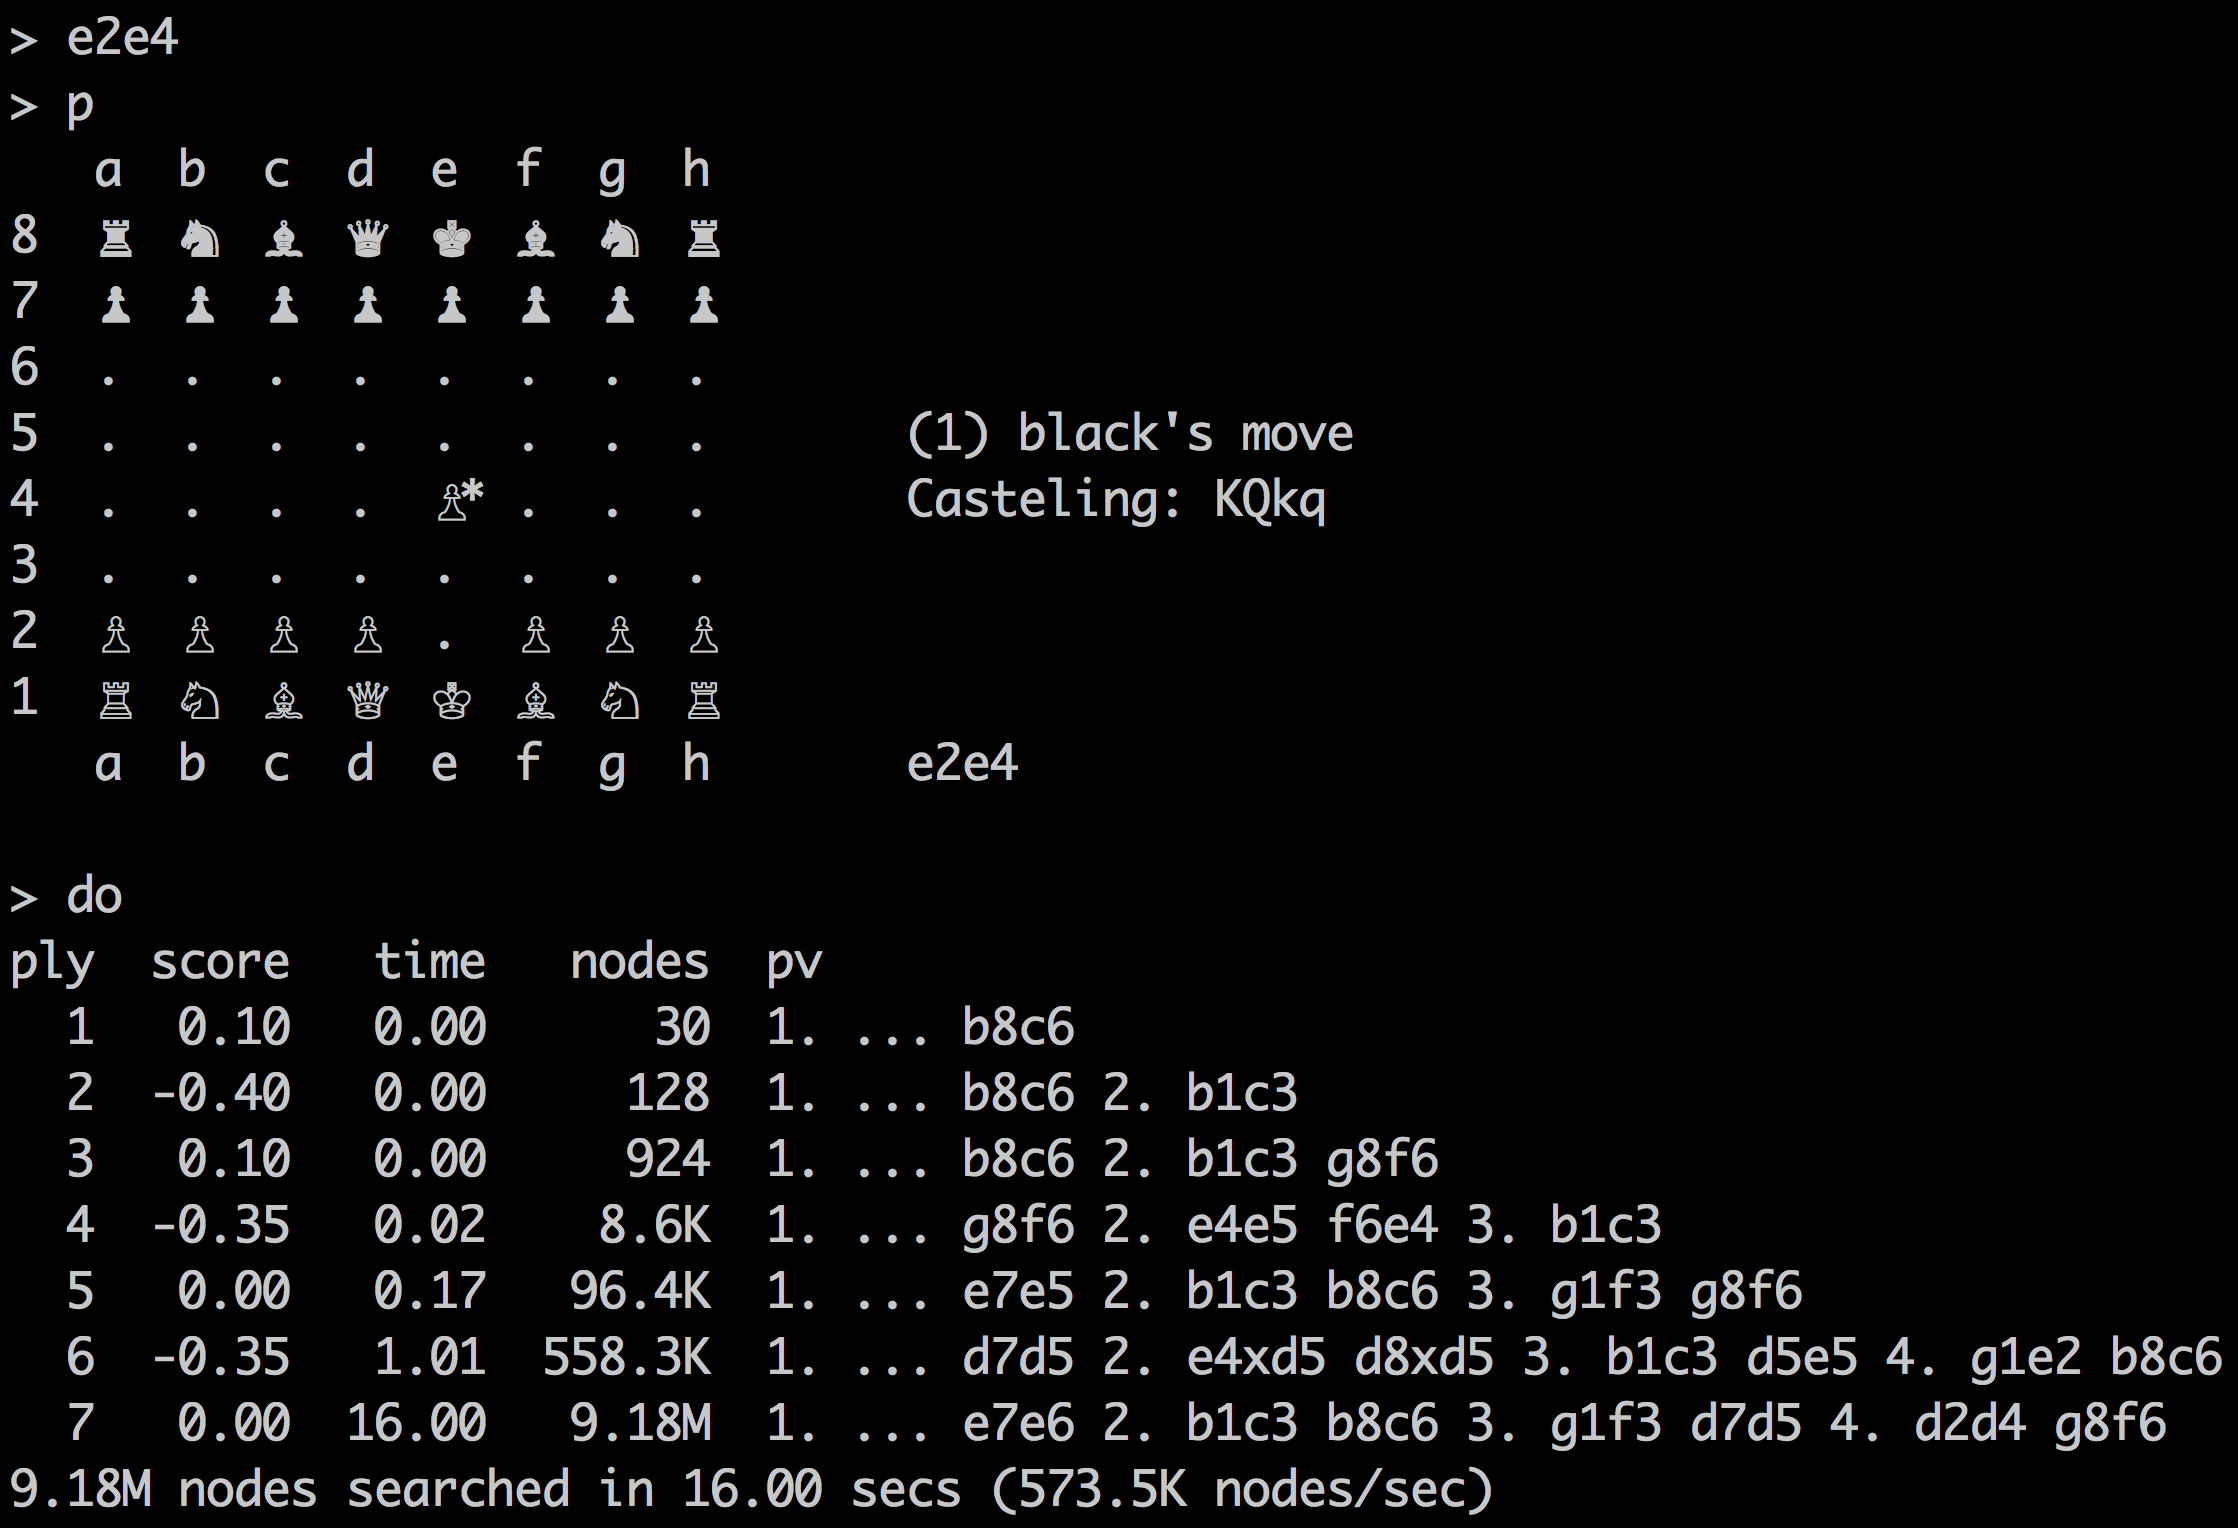 > e2e4
> p
a b c d e f g h
8 ♜ ♞ ♝ ♛ ♚ ♝ ♞ ♜
7 ♟ ♟ ♟ ♟ ♟ ♟ ♟ ♟
6 . . . . . . . .
5 . . . . . . . . (1) black's move
4 . . . . ♙* . . . Casteling: KQkq
3 . . . . . . . .
2 ♙ ♙ ♙ ♙ . ♙ ♙ ♙
1 ♖ ♘ ♗ ♕ ♔ ♗ ♘ ♖
a b c d e f g h e2e4
> do
ply score time nodes pv
1 0.10 0.00 30 1. ... b8c6
2 -0.40 0.00 128 1. ... b8c6 2. b1c3
3 0.10 0.00 924 1. ... b8c6 2. b1c3 g8f6
4 -0.35 0.02 8.6K 1. ... g8f6 2. e4e5 f6e4 3. b1c3
5 0.00 0.17 96.4K 1. ... e7e5 2. b1c3 b8c6 3. g1f3 g8f6
6 -0.35 1.01 558.3K 1. ... d7d5 2. e4xd5 d8xd5 3. b1c3 d5e5 4. g1e2 b8c6
7 0.00 16.00 9.18M 1. ... e7e6 2. b1c3 b8c6 3. g1f3 d7d5 4. d2d4 g8f6
9.18M nodes searched in 16.00 secs (573.5K nodes/sec)